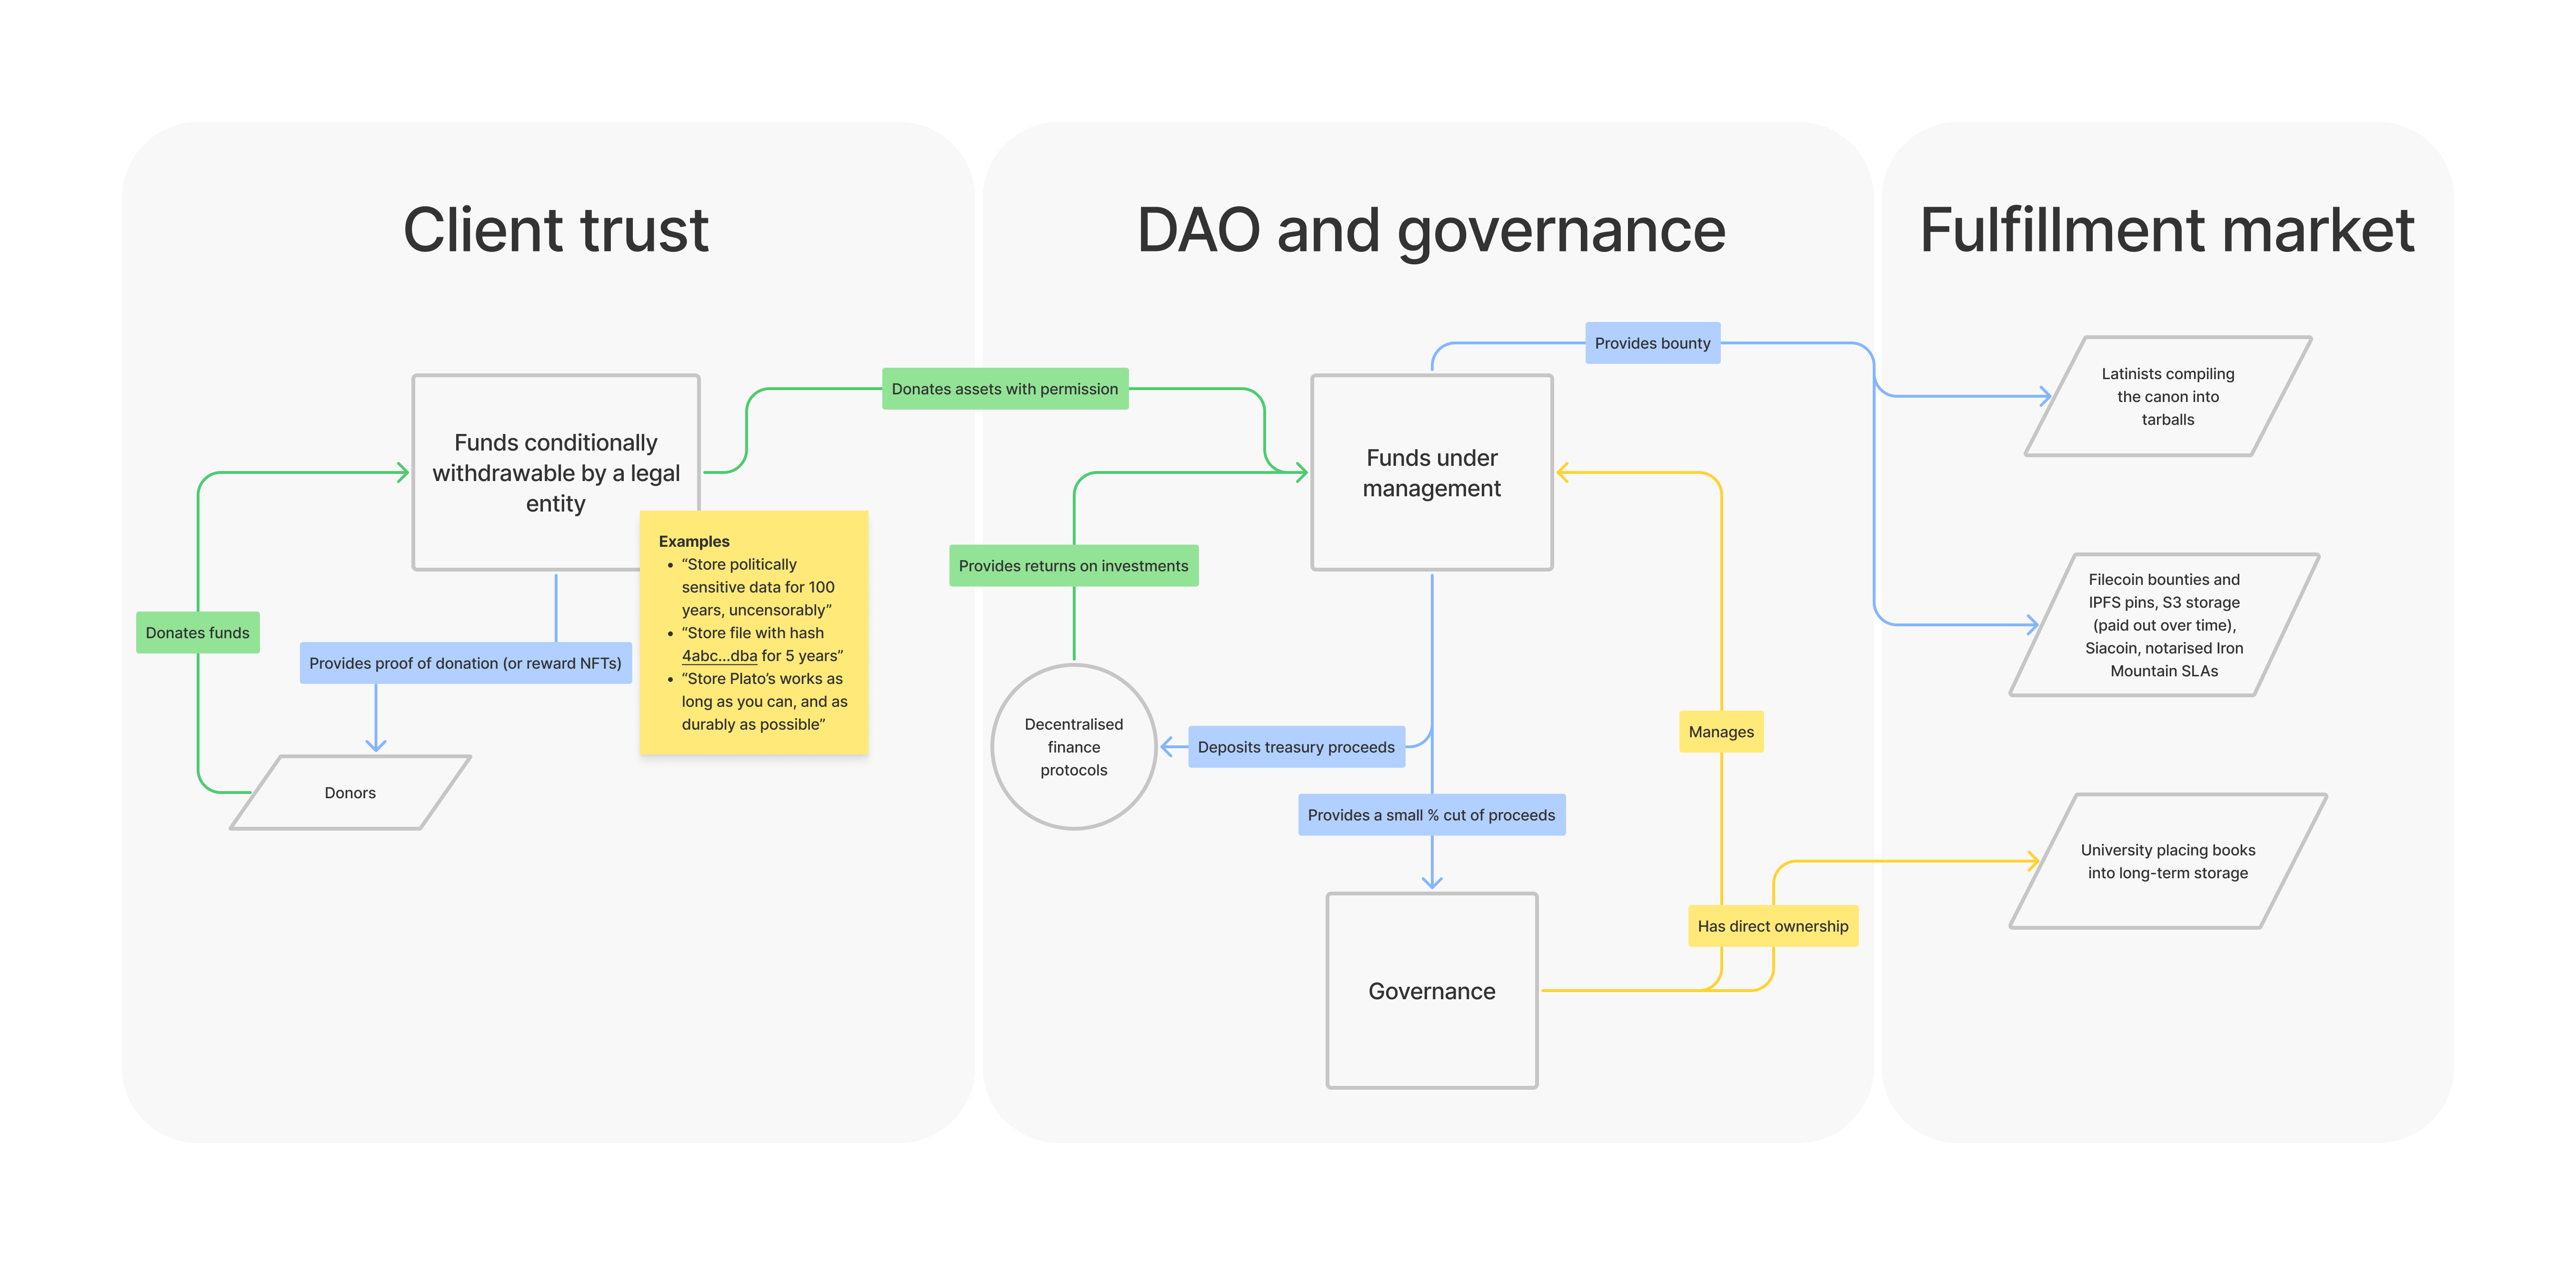 Client trust
Donates funds
Funds conditionally
withdrawable by a legal
entity
Provides proof of donation (or reward NFTs)
Donors
Examples
• “Store politically
sensitive data for 100
years, uncensorably”
• “Store file with hash
4abc...dba for 5 years”
• “Store Plato’s works as
long as you can, and as
durably as possible”
Donates assets with permission
DAO and governance
Provides returns on investments
Decentralised
finance
protocols
Funds under
management
Deposits treasury proceeds
Provides a small % cut of proceeds
Governance
Provides bounty
Manages
Has direct ownership
Fulfillment market
Latinists compiling
the canon into
tarballs
Filecoin bounties and
IPFS pins, S3 storage
(paid out over time),
Siacoin, notarised Iron
Mountain SLAs
University placing books
into long-term storage